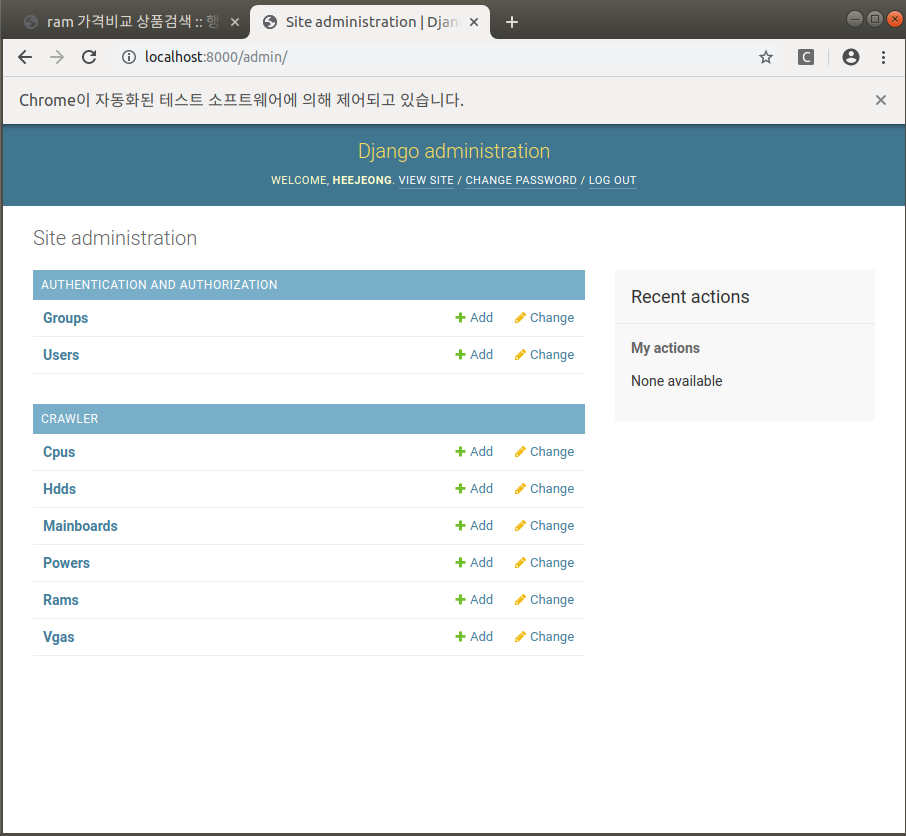 ram 가격비교 상품검색 :: 행
Site administration | Djan
localhost:8000/admin/
C
Chrome이 자동화된 테스트 소프트웨어에 의해 제어되고 있습니다.
Django administration
WELCOME, HEEJEONG. VIEW SITE / CHANGE PASSWORD / LOG OUT
Site administration
AUTHENTICATION AND AUTHORIZATION
Groups Add Change
Users Add Change
CRAWLER
Cpus Add Change
Hdds Add Change
Mainboards Add Change
Powers Add Change
Rams Add Change
Vgas Add Change
Recent actions
My actions
None available